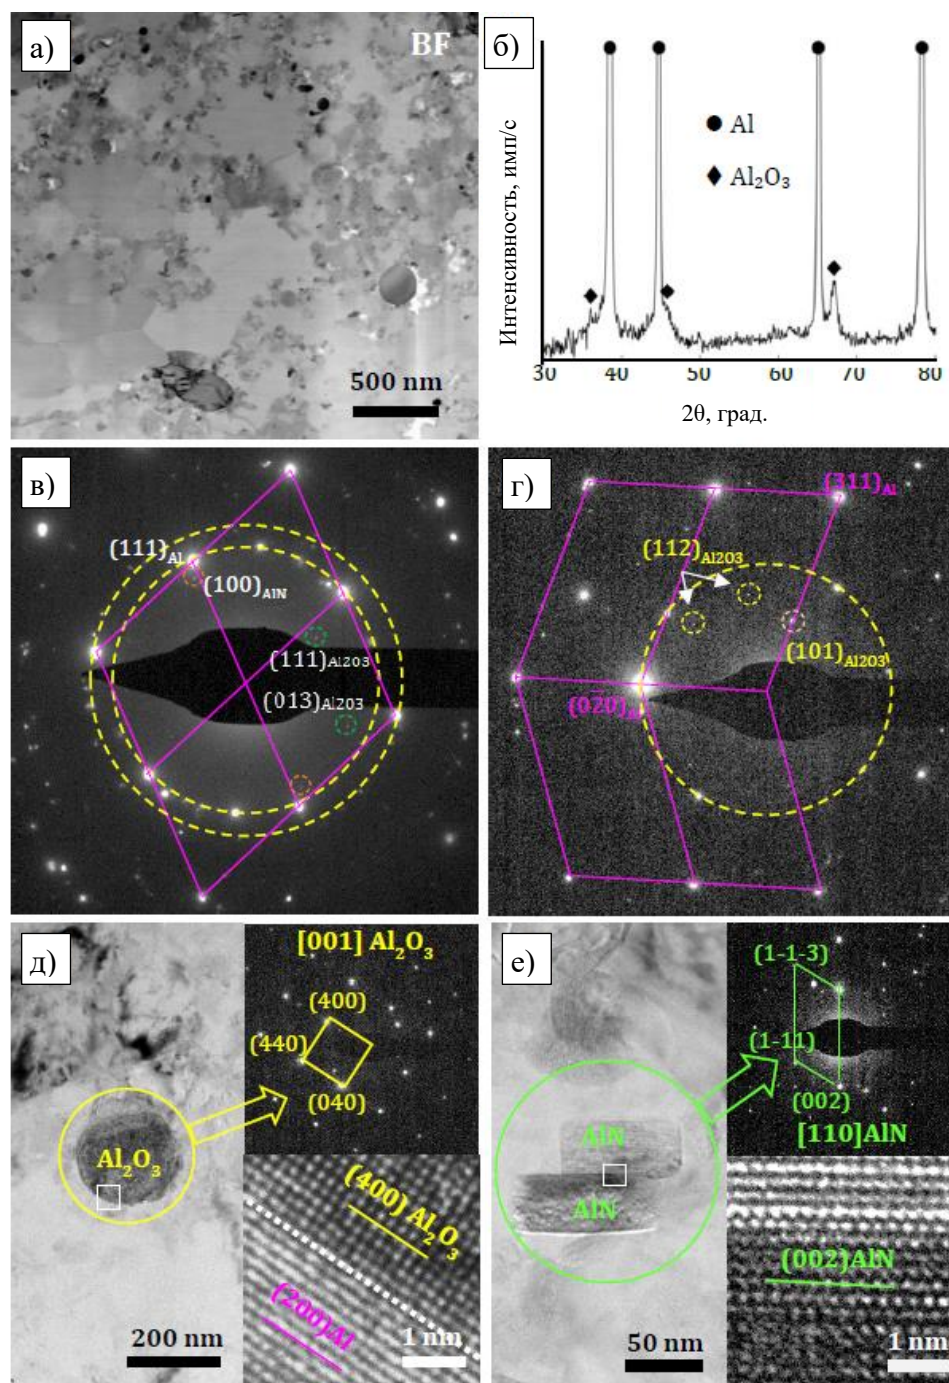 а)
BF
500 nm
б)
Интенсивность, имп/с
Al
Al₂O₃
30 40 50 60 70 80
2θ, град.
в)
(111)Al
(100)AlN
(111)Al2O3
(013)Al2O3
г)
(311)Al
(112)Al2O3
(101)Al2O3
(0-20)Al
д)
Al₂O₃
200 nm
[001] Al₂O₃
(400)
(440)
(040)
(400) Al₂O₃
(200)Al
1 nm
е)
AlN
AlN
50 nm
(1-1-3)
(1-11)
(002)
[110]AlN
(002)AlN
1 nm